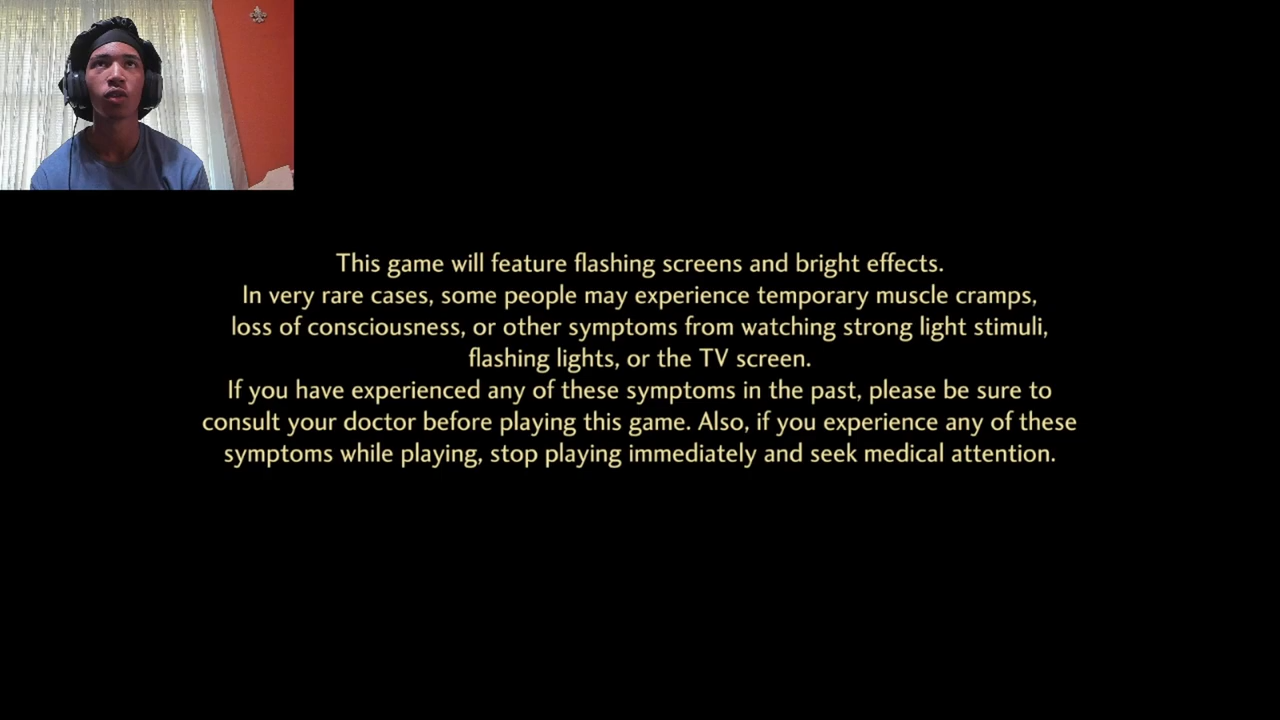 This game will feature flashing screens and bright effects.
In very rare cases, some people may experience temporary muscle cramps,
loss of consciousness, or other symptoms from watching strong light stimuli,
flashing lights, or the TV screen.
If you have experienced any of these symptoms in the past, please be sure to
consult your doctor before playing this game. Also, if you experience any of these
symptoms while playing, stop playing immediately and seek medical attention.